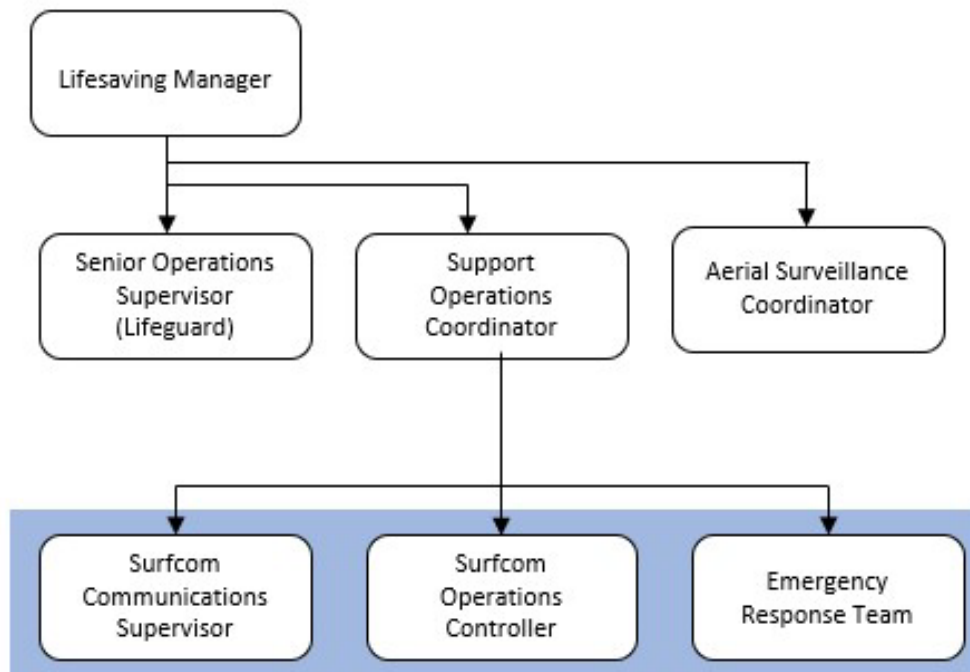 Lifesaving Manager
Senior Operations
Supervisor
(Lifeguard)
Support
Operations
Coordinator
Aerial Surveillance
Coordinator
Surfcom
Communications
Supervisor
Surfcom
Operations
Controller
Emergency
Response Team